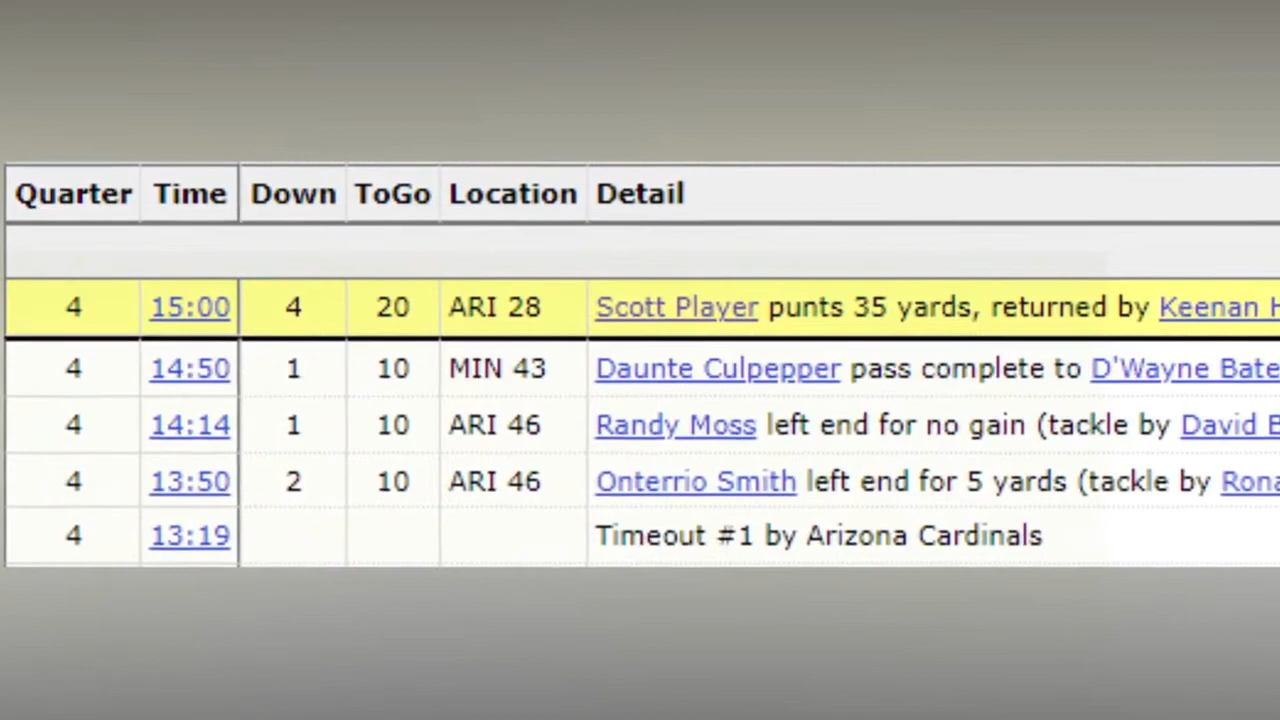 Quarter Time Down ToGo Location Detail
4 15:00 4 20 ARI 28 Scott Player punts 35 yards, returned by Keenan H
4 14:50 1 10 MIN 43 Daunte Culpepper pass complete to D'Wayne Bate
4 14:14 1 10 ARI 46 Randy Moss left end for no gain (tackle by David B
4 13:50 2 10 ARI 46 Onterrio Smith left end for 5 yards (tackle by Rona
4 13:19 Timeout #1 by Arizona Cardinals